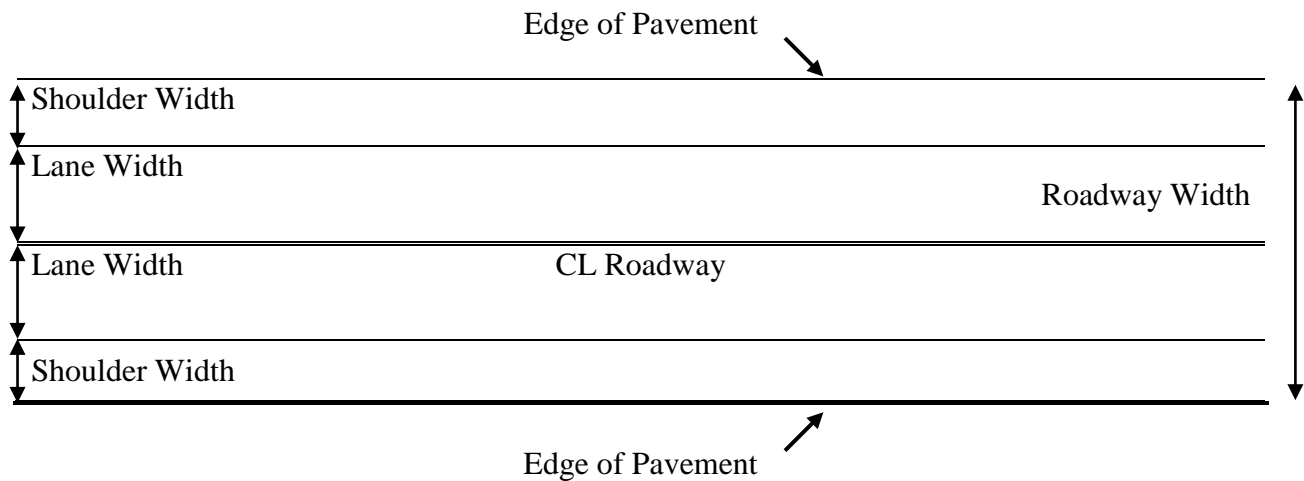 Edge of Pavement
Shoulder Width
Lane Width
Roadway Width
Lane Width
CL Roadway
Shoulder Width
Edge of Pavement